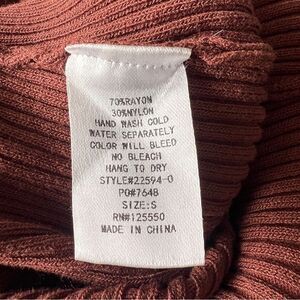 70%RAYON
30%NYLON
HAND WASH COLD
WATER SEPARATELY
COLOR WILL BLEED
NO BLEACH
HANG TO DRY
STYLE#22594-0
PO#7648
SIZE:S
RN#125550
MADE IN CHINA